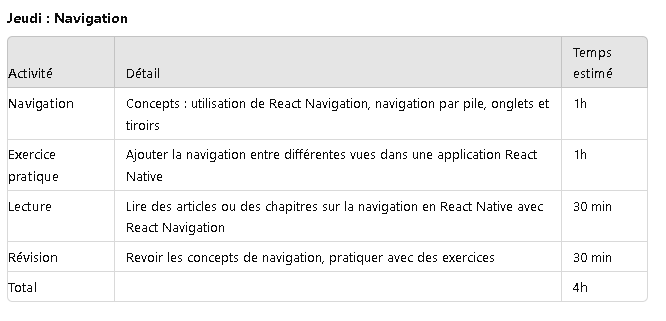 Jeudi : Navigation
Activité Détail Temps estimé
Navigation Concepts : utilisation de React Navigation, navigation par pile, onglets et tiroirs 1h
Exercice pratique Ajouter la navigation entre différentes vues dans une application React Native 1h
Lecture Lire des articles ou des chapitres sur la navigation en React Native avec React Navigation 30 min
Révision Revoir les concepts de navigation, pratiquer avec des exercices 30 min
Total 4h